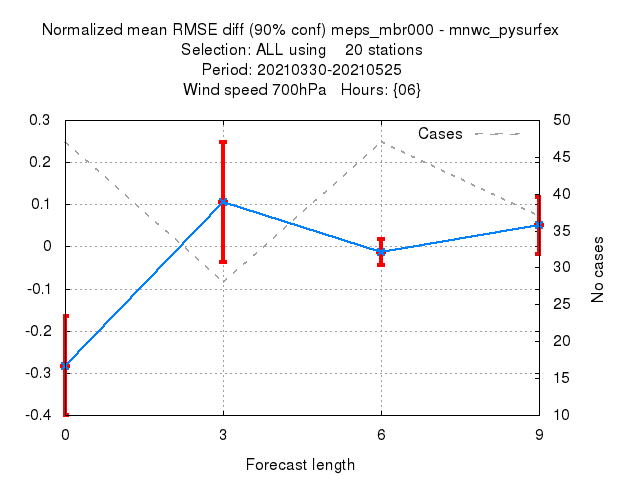 Normalized mean RMSE diff (90% conf) meps_mbr000 - mnwc_pysurfex
Selection: ALL using 20 stations
Period: 20210330-20210525
Wind speed 700hPa Hours: {06}
Cases
0.3
0.2
0.1
0
-0.1
-0.2
-0.3
-0.4
50
45
40
35
30
25
20
15
10
No cases
0 3 6 9
Forecast length